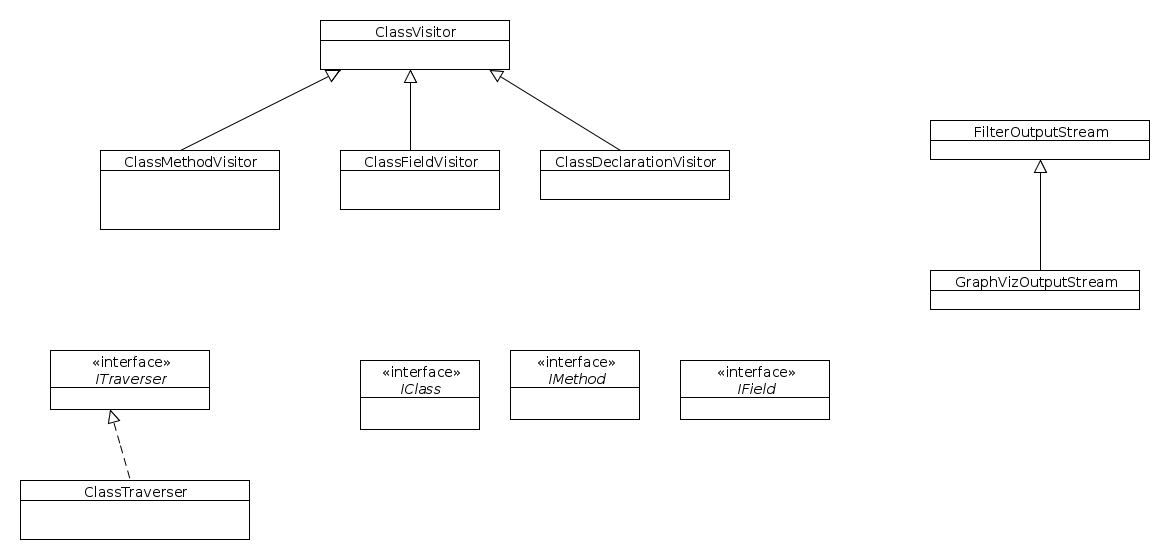 ClassVisitor
FilterOutputStream
ClassMethodVisitor
ClassFieldVisitor
ClassDeclarationVisitor
GraphVizOutputStream
«interface»
ITraverser
«interface»
IClass
«interface»
IMethod
«interface»
IField
ClassTraverser